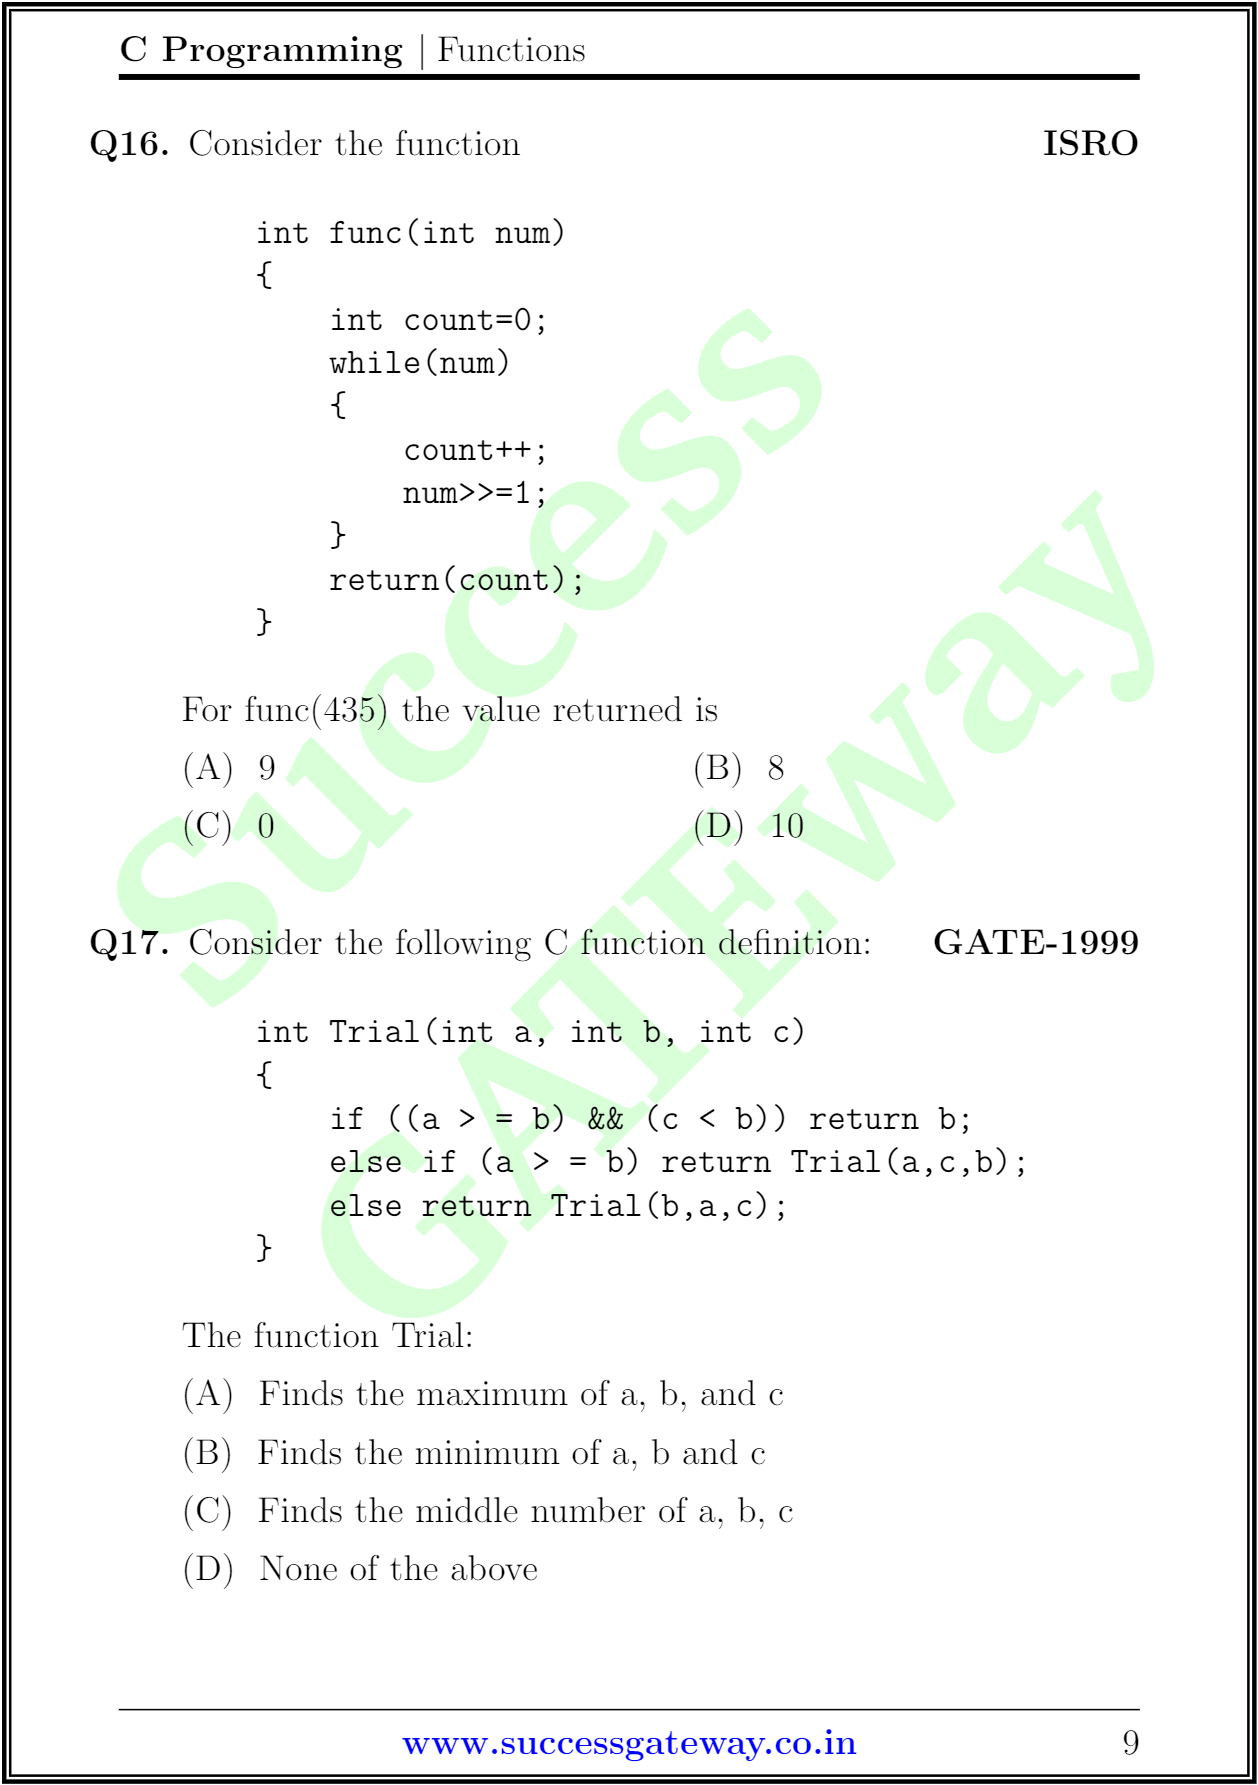 C Programming | Functions
Q16. Consider the function ISRO
int func(int num)
{
int count=0;
while(num)
{
count++;
num>>=1;
}
return(count);
}
For func(435) the value returned is
(A) 9 (B) 8
(C) 0 (D) 10
Q17. Consider the following C function definition: GATE-1999
int Trial(int a, int b, int c)
{
if ((a > = b) && (c < b)) return b;
else if (a > = b) return Trial(a,c,b);
else return Trial(b,a,c);
}
The function Trial:
(A) Finds the maximum of a, b, and c
(B) Finds the minimum of a, b and c
(C) Finds the middle number of a, b, c
(D) None of the above
www.successgateway.co.in 9
Success
GATEway